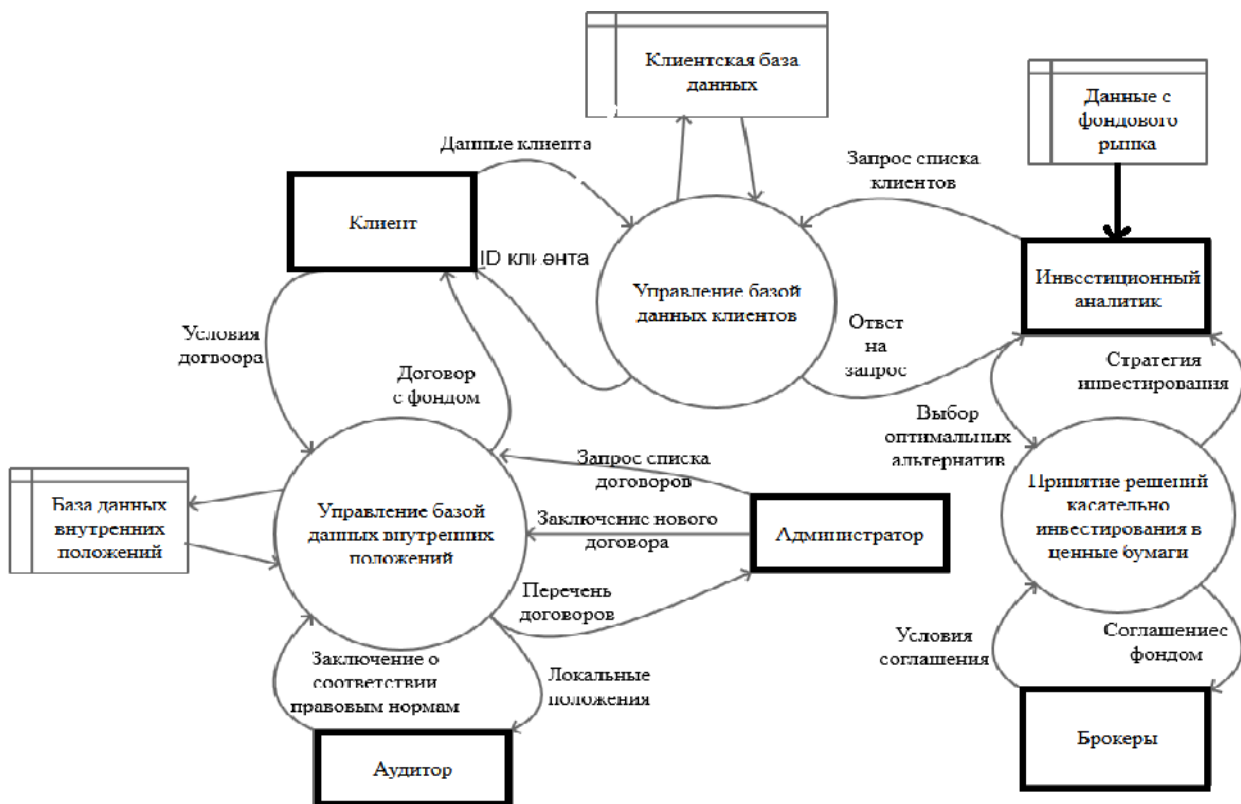 Клиентская база
данных
Данные с
фондового
рынка
Данные клиента
Запрос списка
клиентов
Клиент
ID клиента
Управление базой
данных клиентов
Инвестиционный
аналитик
Условия
догвоора
Договор
с фондом
Ответ
на
запрос
Стратегия
инвестирования
Выбор
оптимальных
альтернатив
База данных
внутренних
положений
Управление базой
данных внутренних
положений
Запрос списка
договоров
Заключение нового
договора
Администратор
Принятие решений
касательно
инвестирования в
ценные бумаги
Перечень
договоров
Заключение о
соответствии
правовым нормам
Локальные
положения
Условия
соглашения
Соглашениес
фондом
Аудитор
Брокеры